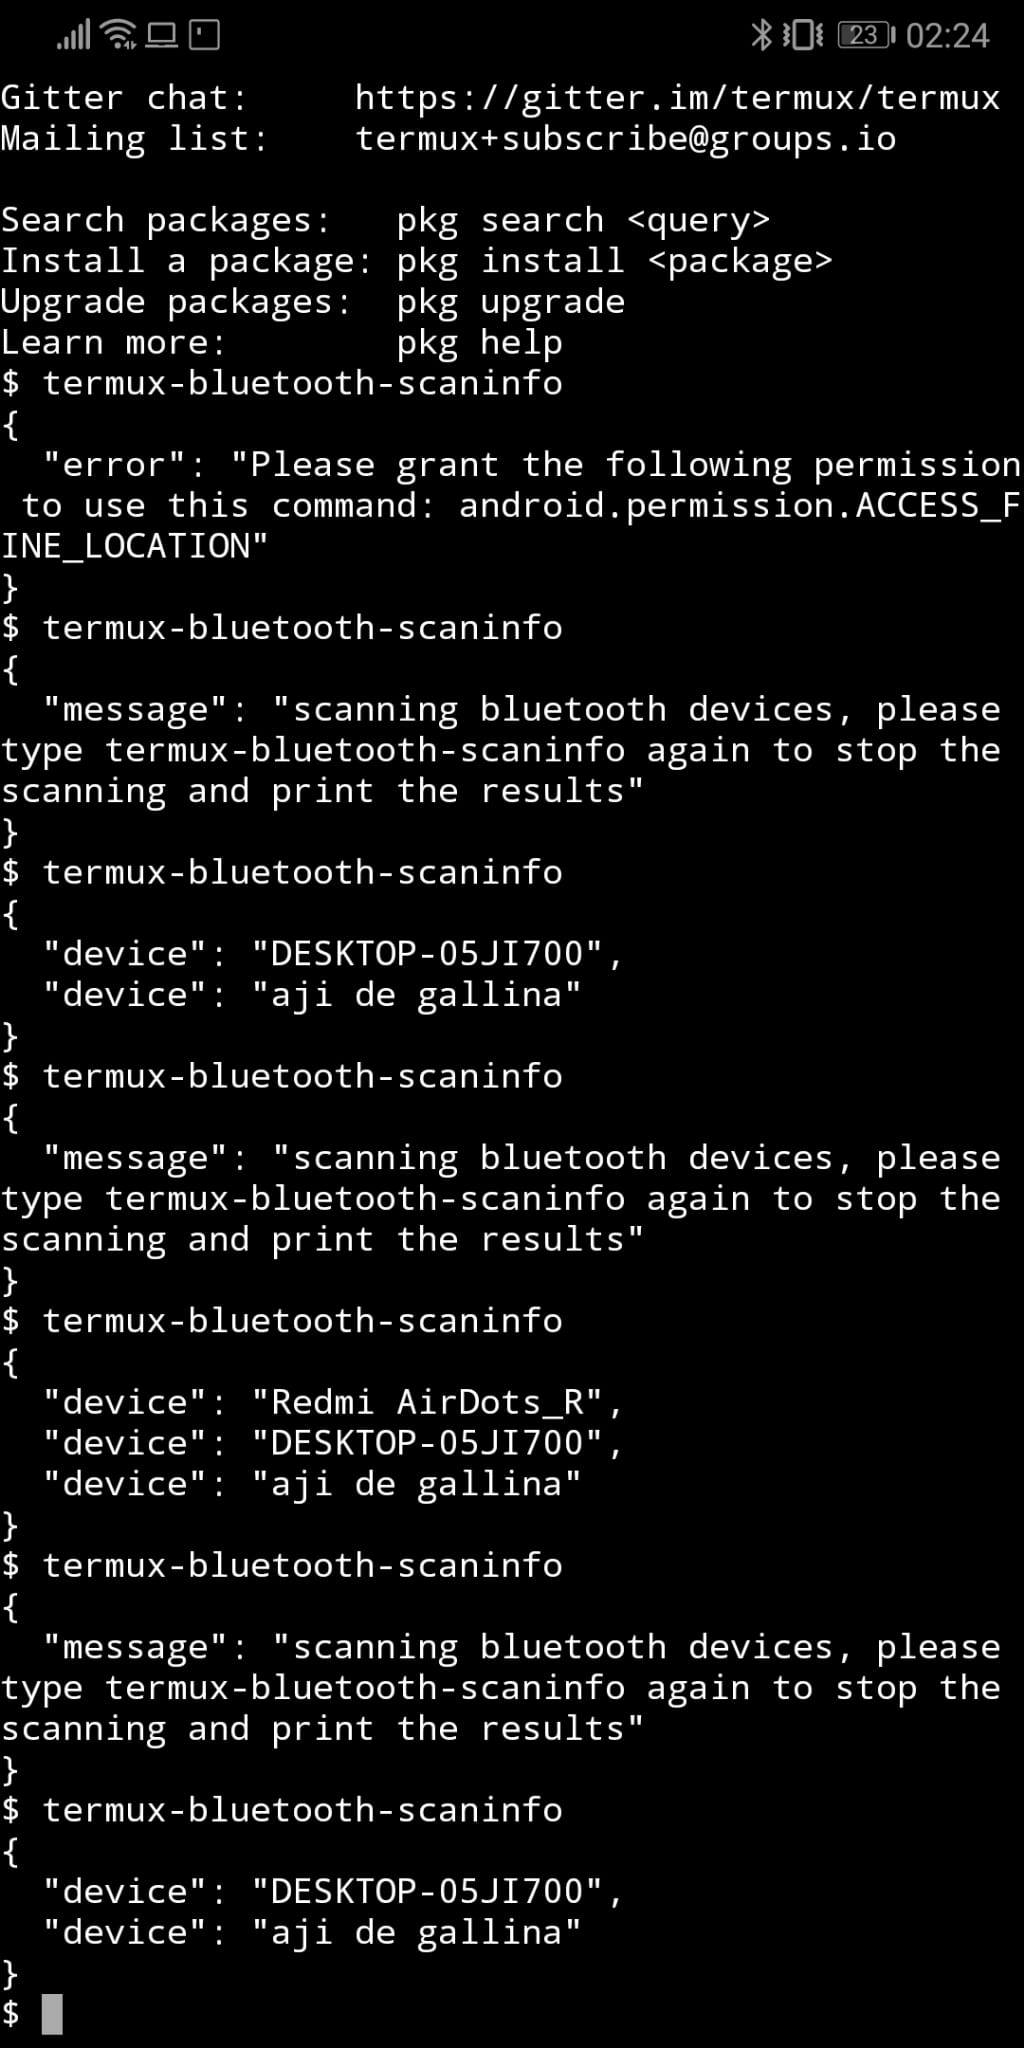 23 02:24
Gitter chat:     https://gitter.im/termux/termux
Mailing list:    termux+subscribe@groups.io

Search packages:   pkg search <query>
Install a package: pkg install <package>
Upgrade packages:  pkg upgrade
Learn more:        pkg help
$ termux-bluetooth-scaninfo
{
  "error": "Please grant the following permission
 to use this command: android.permission.ACCESS_F
INE_LOCATION"
}
$ termux-bluetooth-scaninfo
{
  "message": "scanning bluetooth devices, please
type termux-bluetooth-scaninfo again to stop the
scanning and print the results"
}
$ termux-bluetooth-scaninfo
{
  "device": "DESKTOP-05JI700",
  "device": "aji de gallina"
}
$ termux-bluetooth-scaninfo
{
  "message": "scanning bluetooth devices, please
type termux-bluetooth-scaninfo again to stop the
scanning and print the results"
}
$ termux-bluetooth-scaninfo
{
  "device": "Redmi AirDots_R",
  "device": "DESKTOP-05JI700",
  "device": "aji de gallina"
}
$ termux-bluetooth-scaninfo
{
  "message": "scanning bluetooth devices, please
type termux-bluetooth-scaninfo again to stop the
scanning and print the results"
}
$ termux-bluetooth-scaninfo
{
  "device": "DESKTOP-05JI700",
  "device": "aji de gallina"
}
$